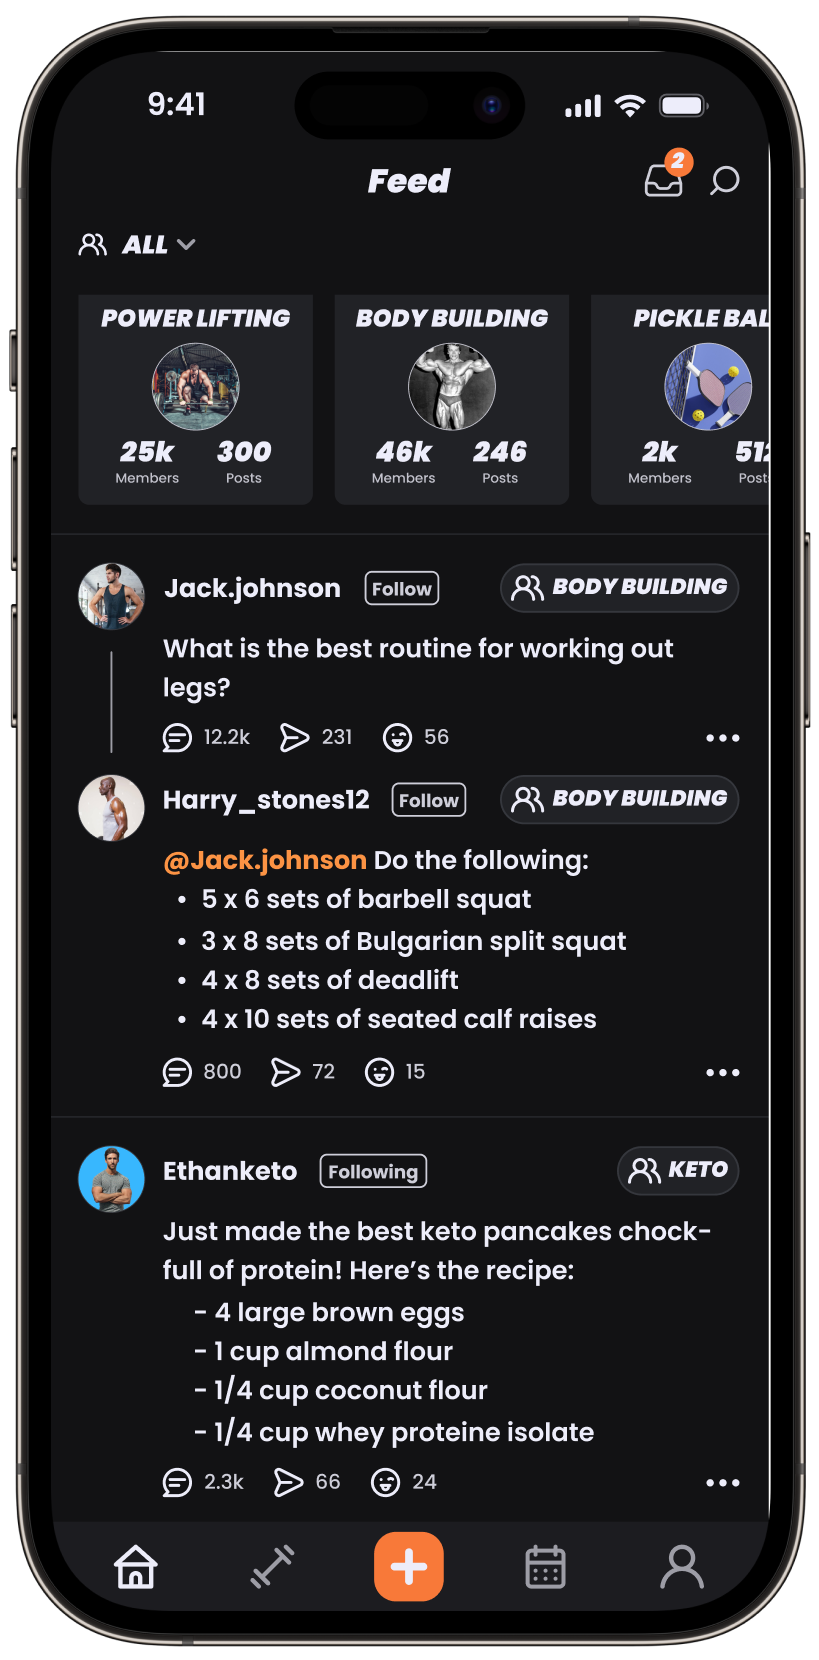 9:41
Feed
2
ALL
POWER LIFTING
25k 300
Members Posts
BODY BUILDING
46k 246
Members Posts
PICKLE BAL
2k 512
Members Posts
Jack.johnson Follow BODY BUILDING
What is the best routine for working out
legs?
12.2k 231 56
Harry_stones12 Follow BODY BUILDING
@Jack.johnson Do the following:
• 5 x 6 sets of barbell squat
• 3 x 8 sets of Bulgarian split squat
• 4 x 8 sets of deadlift
• 4 x 10 sets of seated calf raises
800 72 15
Ethanketo Following KETO
Just made the best keto pancakes chock-
full of protein! Here's the recipe:
- 4 large brown eggs
- 1 cup almond flour
- 1/4 cup coconut flour
- 1/4 cup whey proteine isolate
2.3k 66 24